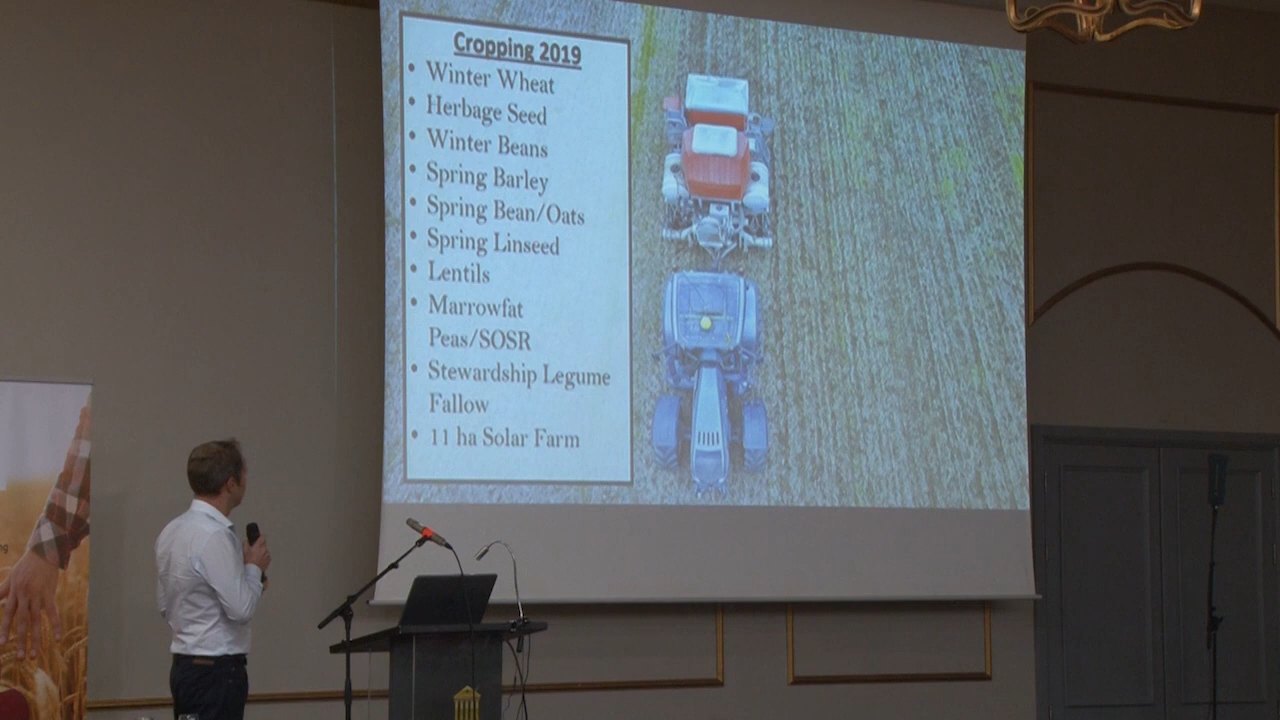 Cropping 2019
• Winter Wheat
• Herbage Seed
• Winter Beans
• Spring Barley
• Spring Bean/Oats
• Spring Linseed
• Lentils
• Marrowfat
Peas/SOSR
• Stewardship Legume
Fallow
• 11 ha Solar Farm
ng